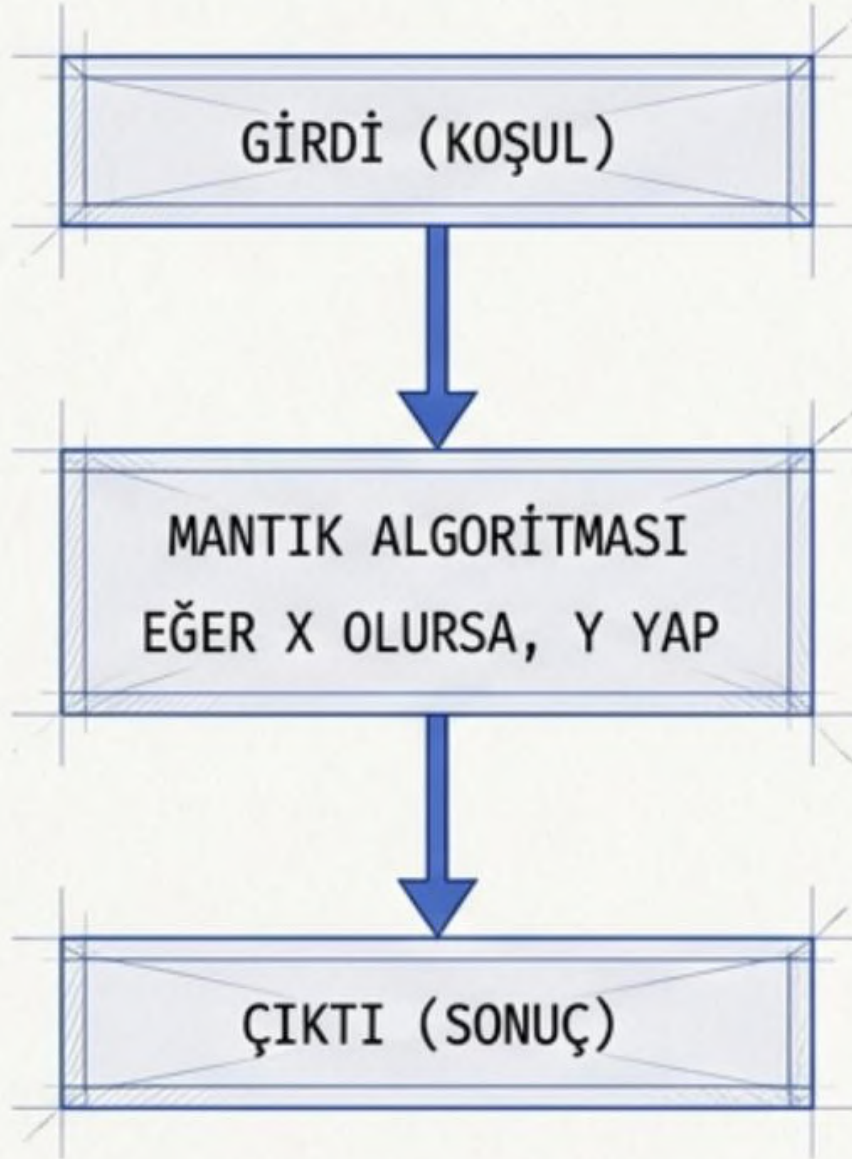 GİRDİ (KOŞUL)
MANTIK ALGORİTMASI
EĞER X OLURSA, Y YAP
ÇIKTI (SONUÇ)